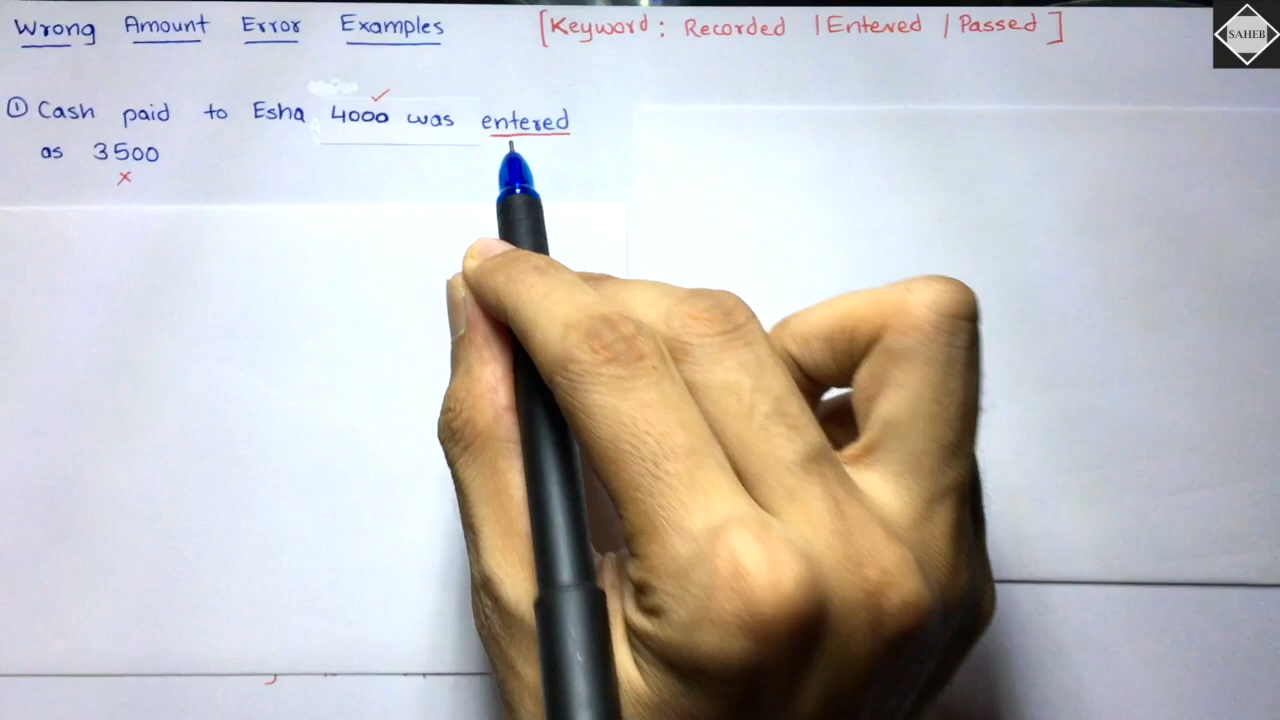 Wrong Amount Error Examples [Keyword: Recorded | Entered | Passed]
SAHEB
① Cash paid to Esha 4000 was entered
as 3500